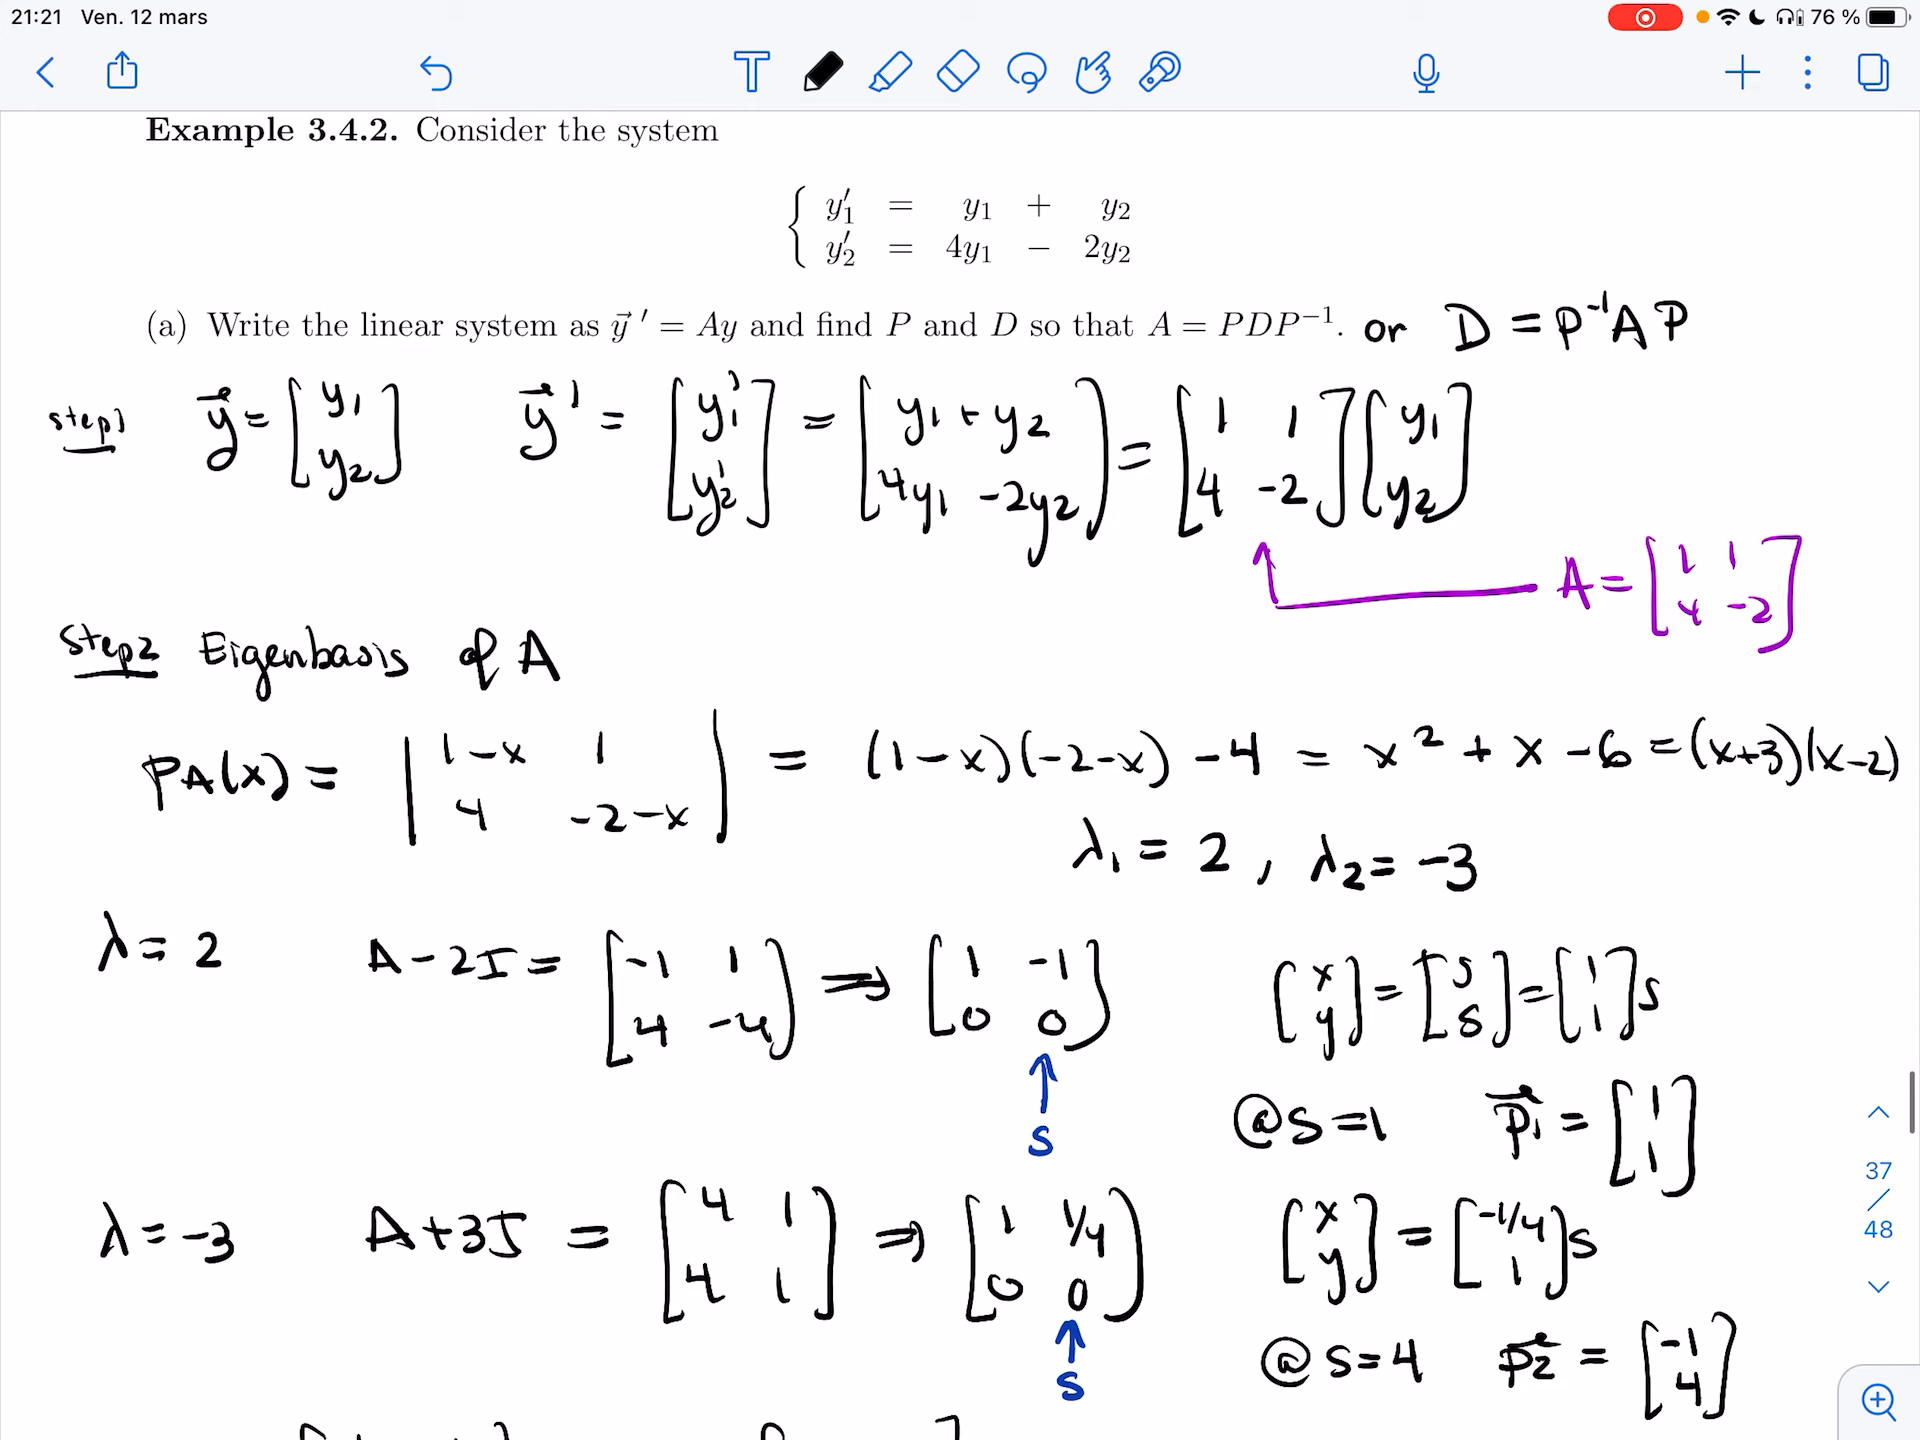 21:21 Ven. 12 mars 76 %
T
Example 3.4.2. Consider the system
y₁′ = y₁ + y₂
y₂′ = 4y₁ − 2y₂
(a) Write the linear system as y⃗ ′ = Ay and find P and D so that A = PDP⁻¹. or D = P⁻¹AP
step1 y⃗ = [y₁ y₂] y⃗ ′ = [y₁′ y₂′] = [y₁ + y₂ 4y₁ -2y₂] = [1 1 4 -2][y₁ y₂]
A = [1 1 4 -2]
Step2 Eigenbasis of A
PA(x) = |1-x 1 4 -2-x| = (1-x)(-2-x) -4 = x² + x - 6 = (x+3)(x-2)
λ₁ = 2, λ₂ = -3
λ = 2 A - 2I = [-1 1 4 -4] ⇒ [1 -1 0 0] [x y] = [s s] = [1 1]s
s
@s=1 p⃗₁ = [1 1]
λ = -3 A+3I = [4 1 4 1] ⇒ [1 1/4 0 0] [x y] = [-1/4 1]s
s
@s=4 p⃗₂ = [-1 4]
37
/
48